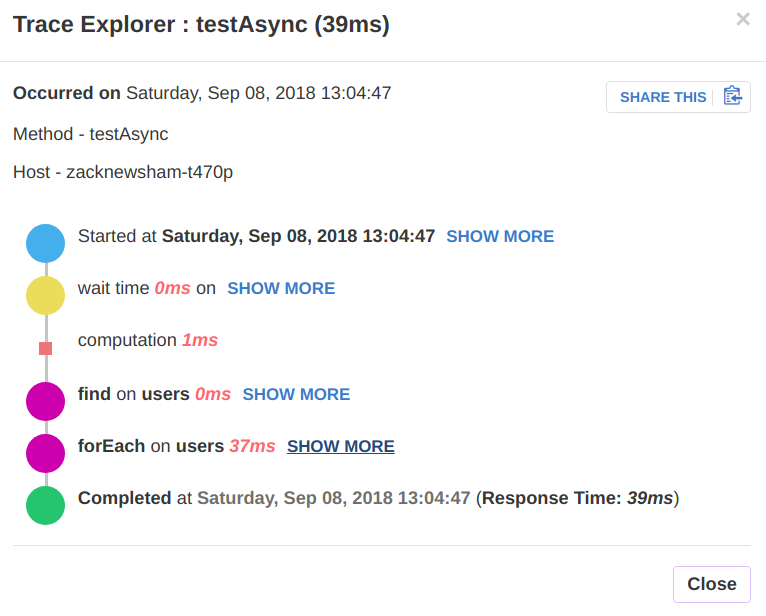 Trace Explorer : testAsync (39ms)
×
Occurred on Saturday, Sep 08, 2018 13:04:47
SHARE THIS
Method - testAsync
Host - zacknewsham-t470p
Started at Saturday, Sep 08, 2018 13:04:47 SHOW MORE
wait time 0ms on SHOW MORE
computation 1ms
find on users 0ms SHOW MORE
forEach on users 37ms SHOW MORE
Completed at Saturday, Sep 08, 2018 13:04:47 (Response Time: 39ms)
Close